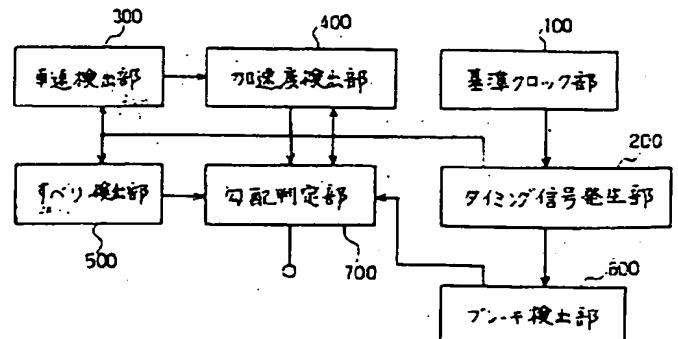 300
400
100
車速検出部
加速度検出部
基準クロック部
200
すべり検出部
勾配判定部
タイミング信号発生部
500
700
600
ブレーキ検出部